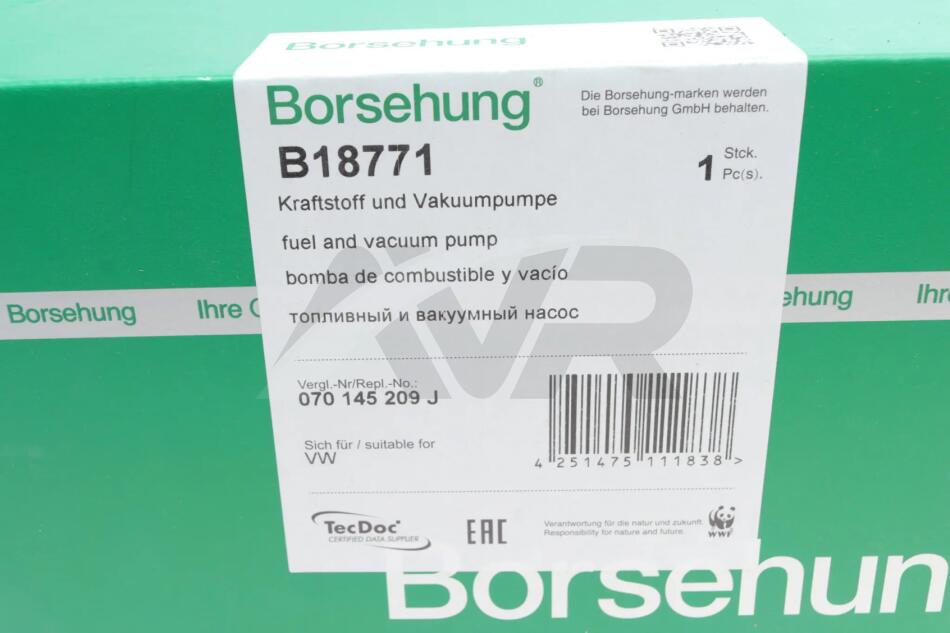 Borsehung
Borsehung®
Die Borsehung-marken werden
bei Borsehung GmbH behalten.
B18771
1 Stck.
Pc(s).
Kraftstoff und Vakuumpumpe
fuel and vacuum pump
bomba de combustible y vacío
топливный и вакуумный насос
Borsehung
Ihre
VR
Vergl.-Nr/Repl.-No.:
070 145 209 J
Sich für / suitable for
VW
4 251475 111838 >
TecDoc
CERTIFIED DATA SUPPLIER
EAC
Verantwortung für die natur und zukunft.
Responsibility for nature and future.
WWF
Borsehun